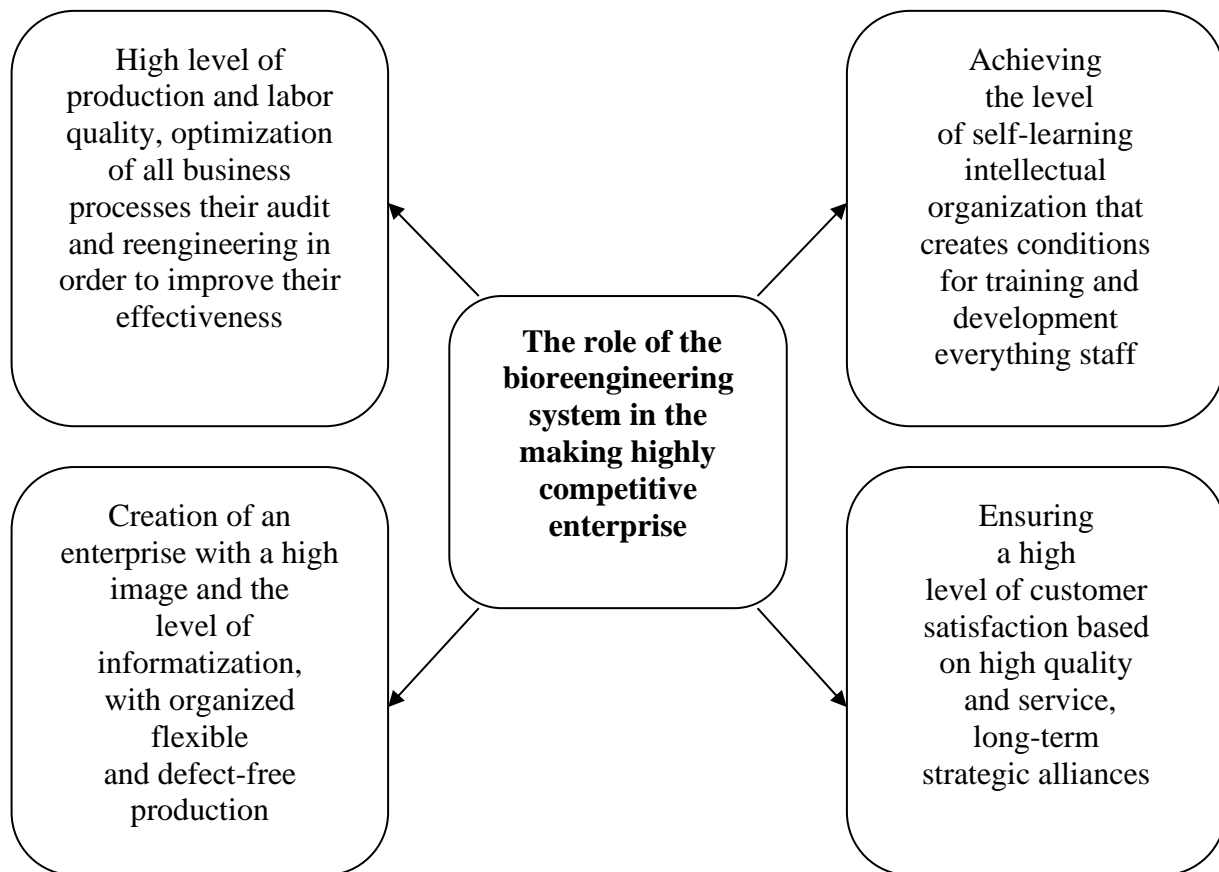 High level of
production and labor
quality, optimization
of all business
processes their audit
and reengineering in
order to improve their
effectiveness
Achieving
the level
of self-learning
intellectual
organization that
creates conditions
for training and
development
everything staff
The role of the
bioreengineering
system in the
making highly
competitive
enterprise
Creation of an
enterprise with a high
image and the
level of
informatization,
with organized
flexible
and defect-free
production
Ensuring
a high
level of customer
satisfaction based
on high quality
and service,
long-term
strategic alliances